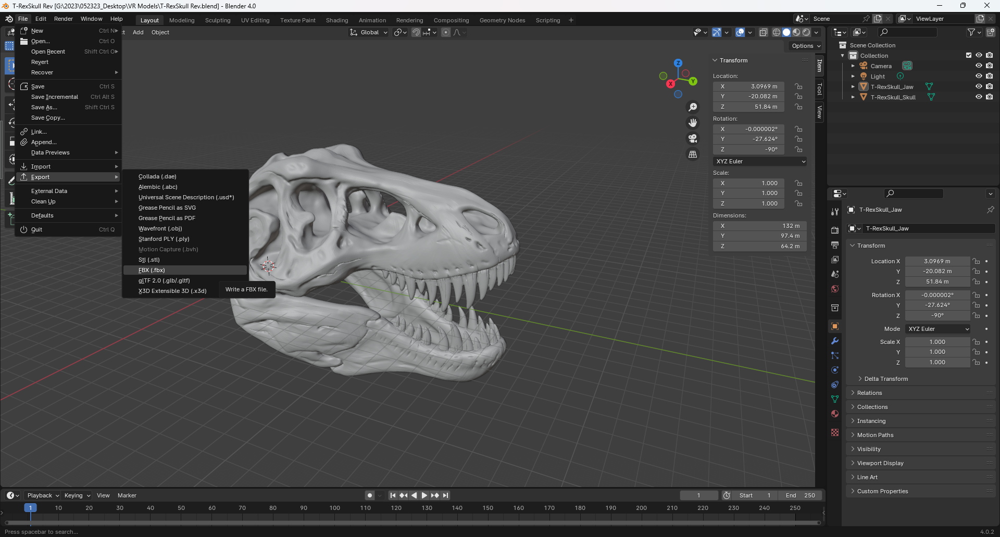 T-RexSkull Rev [G:\2023\052323_Desktop\VR Models\T-RexSkull Rev.blend] - Blender 4.0
File Edit Render Window Help Layout Modeling Sculpting UV Editing Texture Paint Shading Animation Rendering Compositing Geometry Nodes Scripting + Scene ViewLayer
Add Object Global
Options
New Ctrl N
Open... Ctrl O
Open Recent Shift Ctrl O
Revert
Recover
Save Ctrl S
Save Incremental Ctrl Alt S
Save As... Shift Ctrl S
Save Copy...
Link...
Append...
Data Previews
Import
Export
External Data
Clean Up
Defaults
Quit Ctrl Q
Collada (.dae)
Alembic (.abc)
Universal Scene Description (.usd*)
Grease Pencil as SVG
Grease Pencil as PDF
Wavefront (.obj)
Stanford PLY (.ply)
Motion Capture (.bvh)
Stl (.stl)
FBX (.fbx)
glTF 2.0 (.glb/.gltf)
X3D Extensible 3D (.x3d)
Write a FBX file.
Z
X
Y
Transform
Location:
X 3.0969 m
Y -20.082 m
Z 51.84 m
Rotation:
X -0.000002°
Y -27.624°
Z -90°
XYZ Euler
Scale:
X 1.000
Y 1.000
Z 1.000
Dimensions:
X 132 m
Y 97.4 m
Z 64.2 m
Item
Tool
View
Scene Collection
Collection
Camera
Light
T-RexSkull_Jaw
T-RexSkull_Skull
T-RexSkull_Jaw
T-RexSkull_Jaw
Transform
Location X 3.0969 m
Y -20.082 m
Z 51.84 m
Rotation X -0.000002°
Y -27.624°
Z -90°
Mode XYZ Euler
Scale X 1.000
Y 1.000
Z 1.000
Delta Transform
Relations
Collections
Instancing
Motion Paths
Visibility
Viewport Display
Line Art
Custom Properties
Playback Keying View Marker 1 Start 1 End 250
1 10 20 30 40 50 60 70 80 90 100 110 120 130 140 150 160 170 180 190 200 210 220 230 240 250
Press spacebar to search... 4.0.2